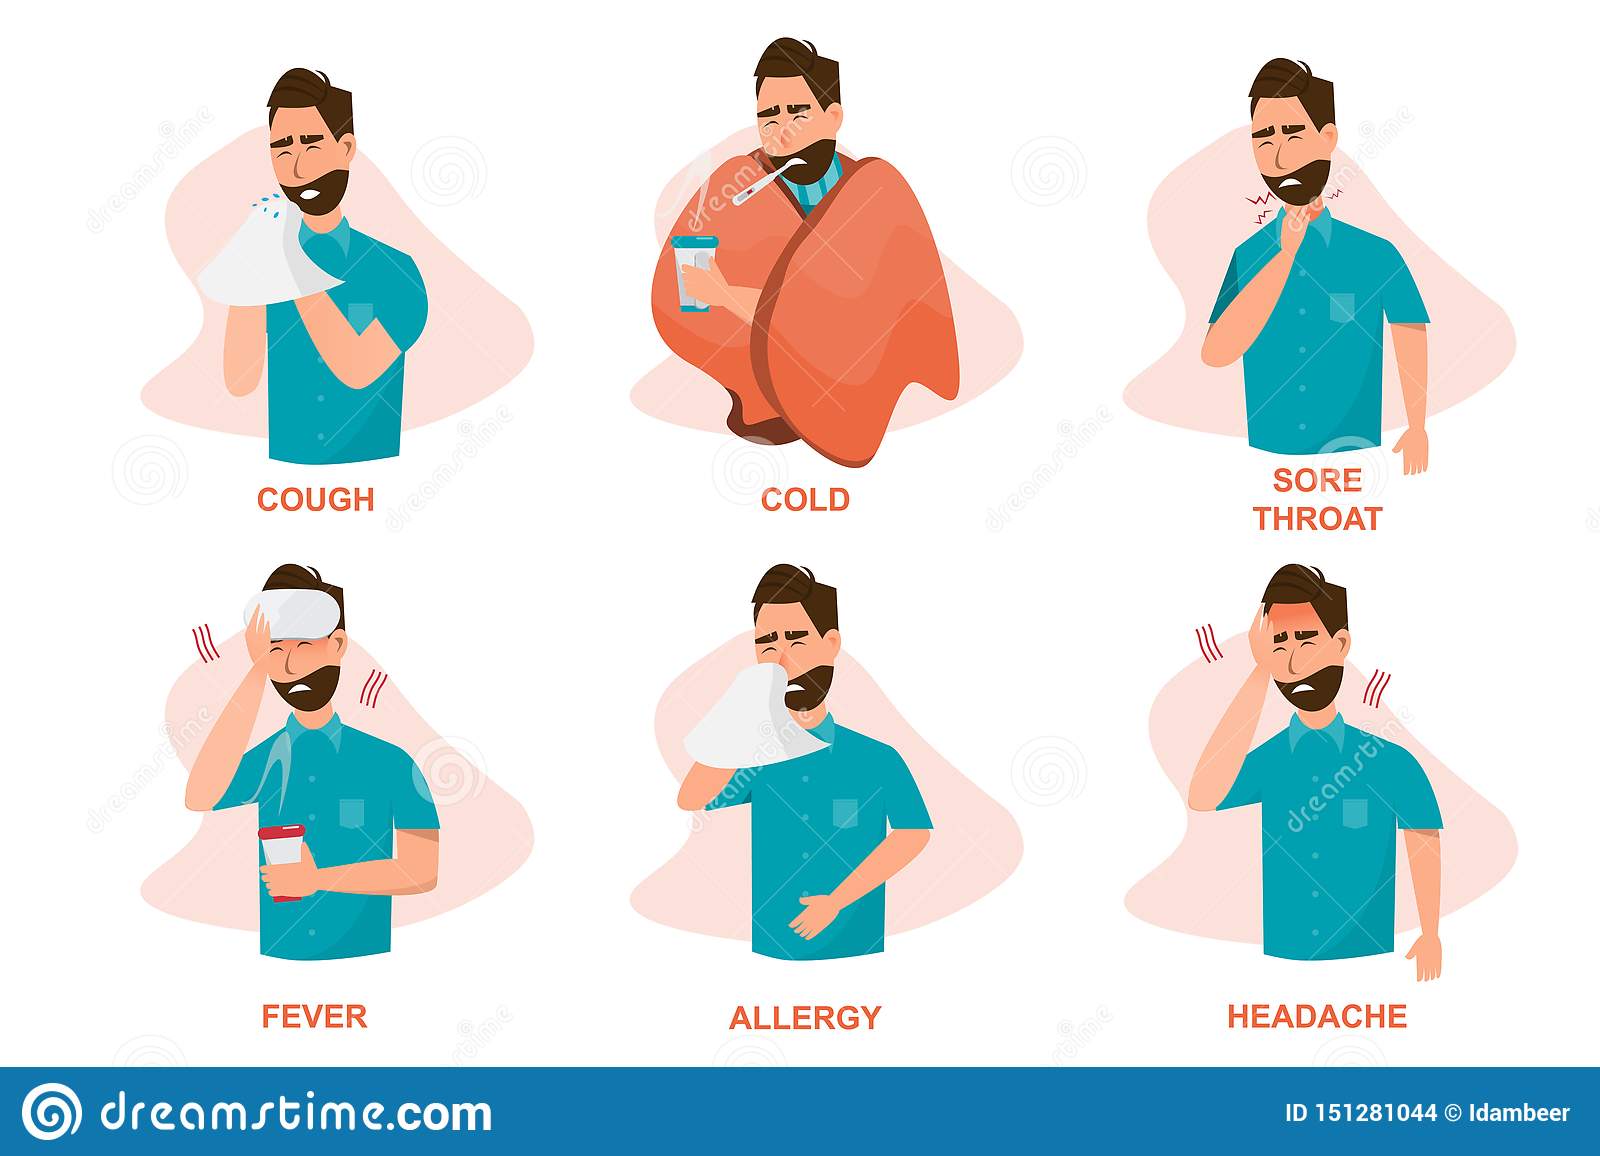 COUGH
COLD
SORE
THROAT
FEVER
ALLERGY
HEADACHE
dreamstime.com
ID 151281044 © Idambeer